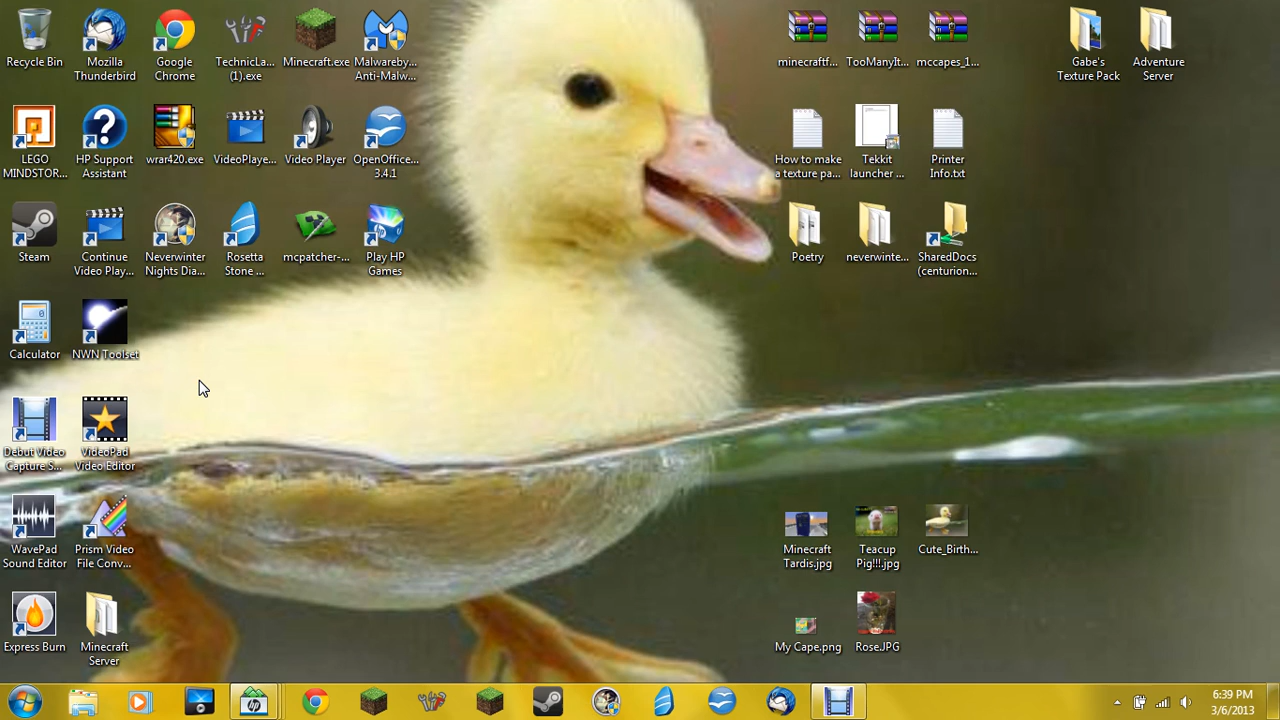 Recycle Bin
Mozilla
Thunderbird
Google
Chrome
TechnicLa...
(1).exe
Minecraft.exe
Malwareby...
Anti-Malw...
minecraftf...
TooManyIt...
mccapes_1...
Gabe's
Texture Pack
Adventure
Server
LEGO
MINDSTOR...
HP Support
Assistant
wrar420.exe
VideoPlaye...
Video Player
OpenOffice...
3.4.1
How to make
a texture pa...
Tekkit
launcher ...
Printer
Info.txt
Steam
Continue
Video Play...
Neverwinter
Nights Dia...
Rosetta
Stone ...
mcpatcher-...
Play HP
Games
Poetry
neverwinte...
SharedDocs
(centurion...
Calculator
NWN Toolset
Debut Video
Capture S...
VideoPad
Video Editor
WavePad
Sound Editor
Prism Video
File Conv...
Minecraft
Tardis.jpg
Teacup
Pig!!!.jpg
Cute_Birth...
Express Burn
Minecraft
Server
My Cape.png
Rose.JPG
6:39 PM
3/6/2013